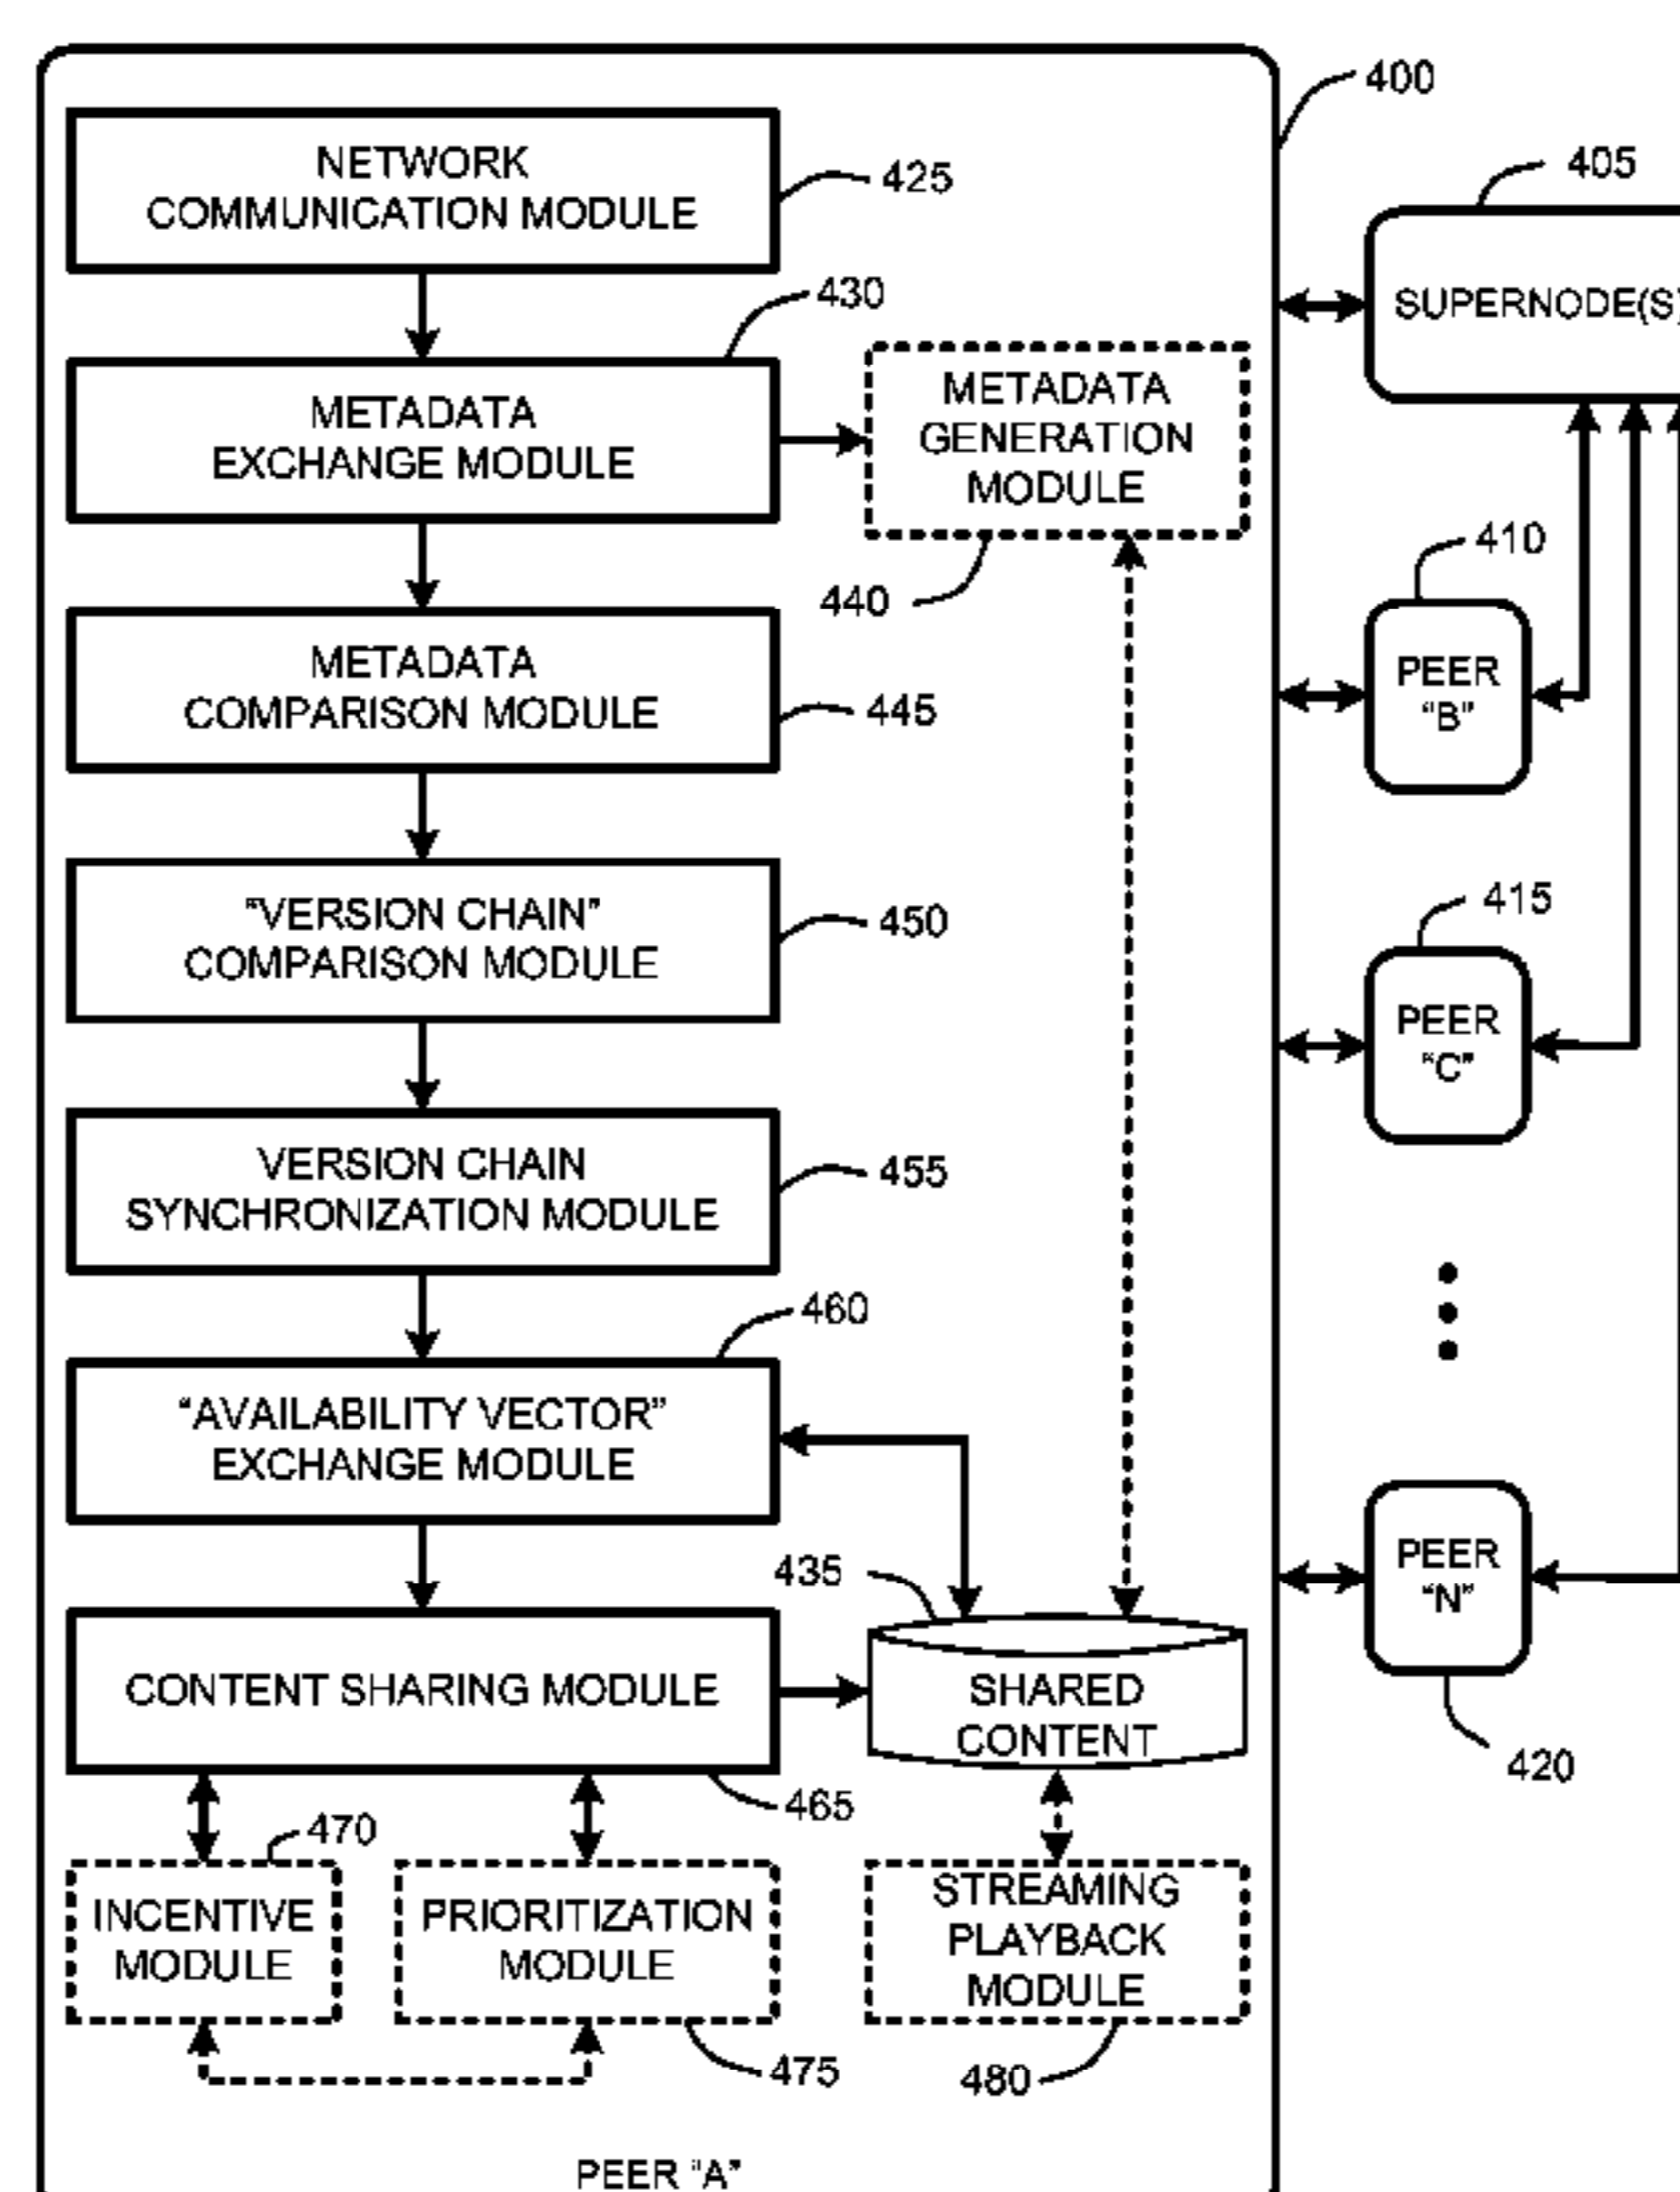 400
NETWORK
COMMUNICATION MODULE
425
405
SUPERNODE(S)
430
METADATA
EXCHANGE MODULE
METADATA
GENERATION
MODULE
440
410
PEER
“B”
METADATA
COMPARISON MODULE
445
“VERSION CHAIN”
COMPARISON MODULE
450
415
PEER
“C”
VERSION CHAIN
SYNCHRONIZATION MODULE
455
460
“AVAILABILITY VECTOR”
EXCHANGE MODULE
435
PEER
“N”
420
CONTENT SHARING MODULE
SHARED
CONTENT
465
470
INCENTIVE
MODULE
PRIORITIZATION
MODULE
STREAMING
PLAYBACK
MODULE
475
480
PEER “A”